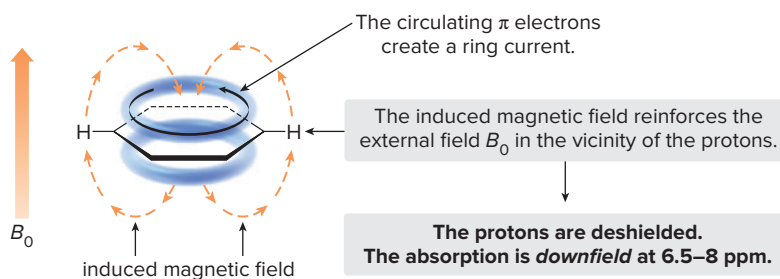 The circulating π electrons
create a ring current.
H
H
The induced magnetic field reinforces the
external field B₀ in the vicinity of the protons.
B₀
The protons are deshielded.
The absorption is downfield at 6.5–8 ppm.
induced magnetic field